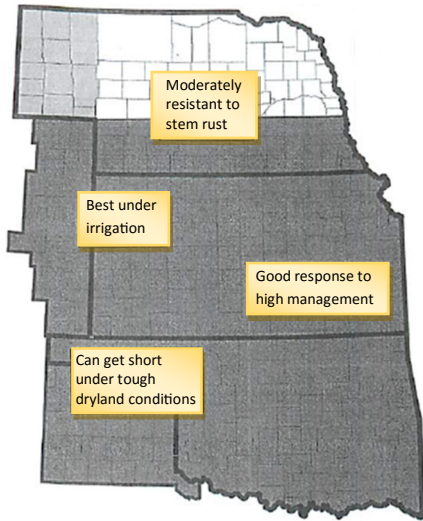 Moderately
resistant to
stem rust
Best under
irrigation
Good response to
high management
Can get short
under tough
dryland conditions